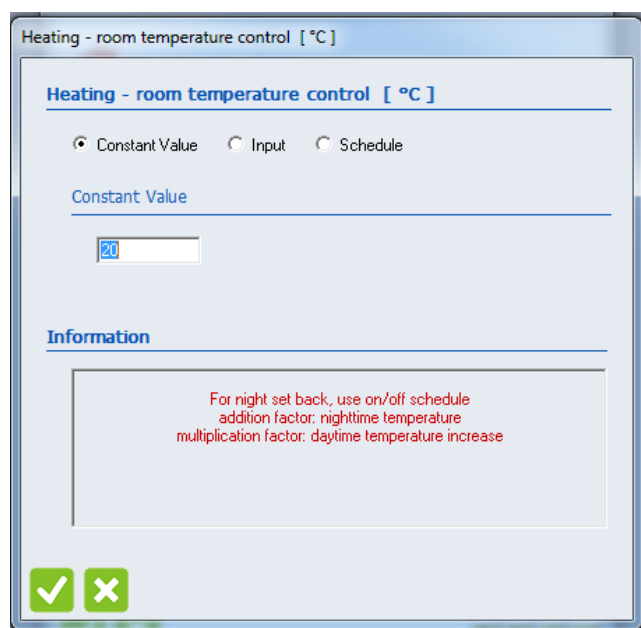 Heating - room temperature control [ °C ]
Heating - room temperature control [ °C ]
Constant Value Input Schedule
Constant Value
20
Information
For night set back, use on/off schedule
addition factor: nighttime temperature
multiplication factor: daytime temperature increase